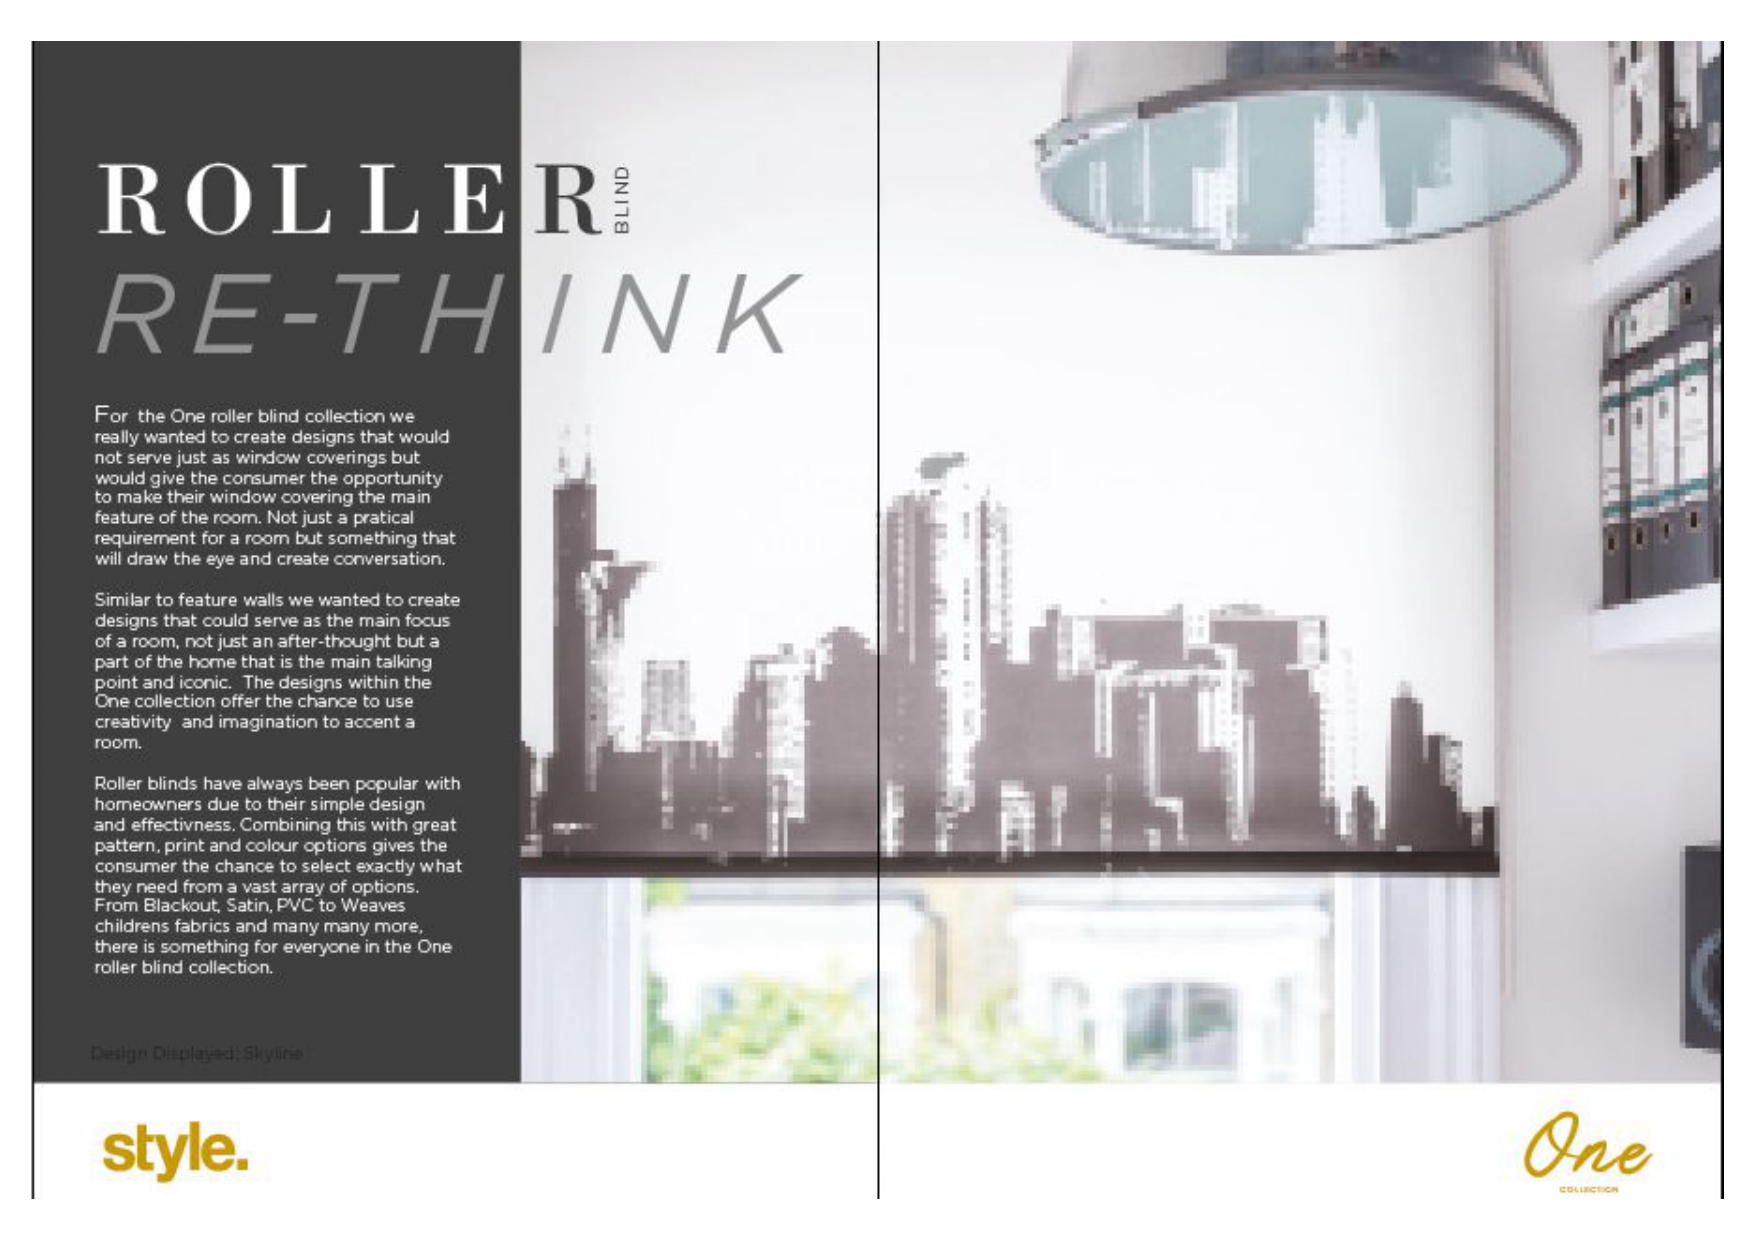 ROLLER BLIND
RE-THINK
For the One roller blind collection we
really wanted to create designs that would
not serve just as window coverings but
would give the consumer the opportunity
to make their window covering the main
feature of the room. Not just a pratical
requirement for a room but something that
will draw the eye and create conversation.
Similar to feature walls we wanted to create
designs that could serve as the main focus
of a room, not just an after-thought but a
part of the home that is the main talking
point and iconic. The designs within the
One collection offer the chance to use
creativity and imagination to accent a
room.
Roller blinds have always been popular with
homeowners due to their simple design
and effectivness. Combining this with great
pattern, print and colour options gives the
consumer the chance to select exactly what
they need from a vast array of options.
From Blackout, Satin, PVC to Weaves
childrens fabrics and many many more,
there is something for everyone in the One
roller blind collection.
Design Displayed: Skyline
style.
One
COLLECTION